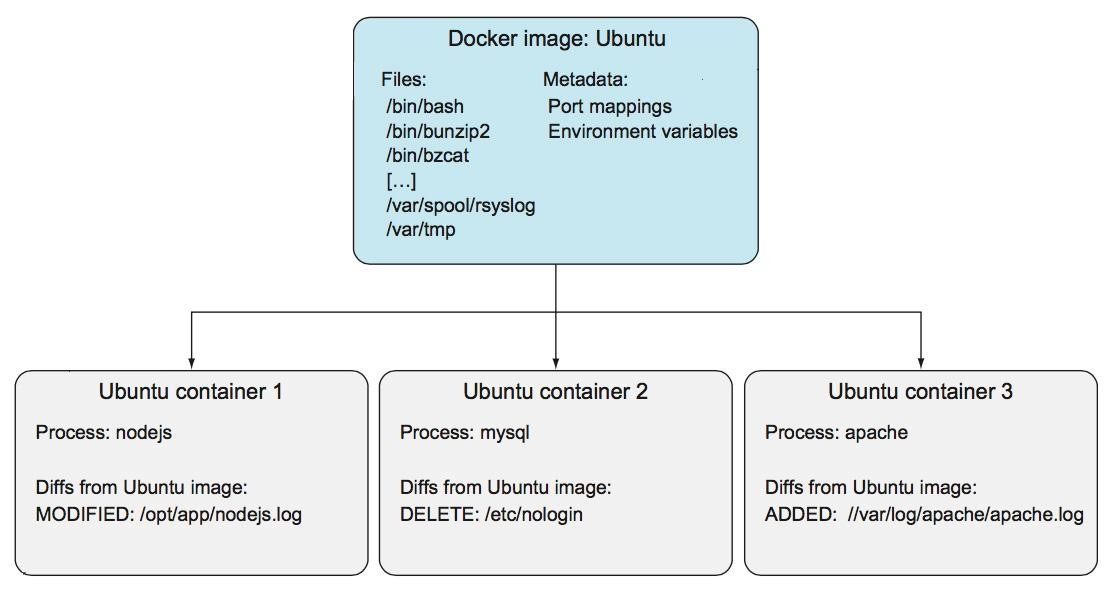 Docker image: Ubuntu
Files:
/bin/bash
/bin/bunzip2
/bin/bzcat
[…]
/var/spool/rsyslog
/var/tmp
Metadata:
Port mappings
Environment variables
Ubuntu container 1
Process: nodejs
Diffs from Ubuntu image:
MODIFIED: /opt/app/nodejs.log
Ubuntu container 2
Process: mysql
Diffs from Ubuntu image:
DELETE: /etc/nologin
Ubuntu container 3
Process: apache
Diffs from Ubuntu image:
ADDED: //var/log/apache/apache.log